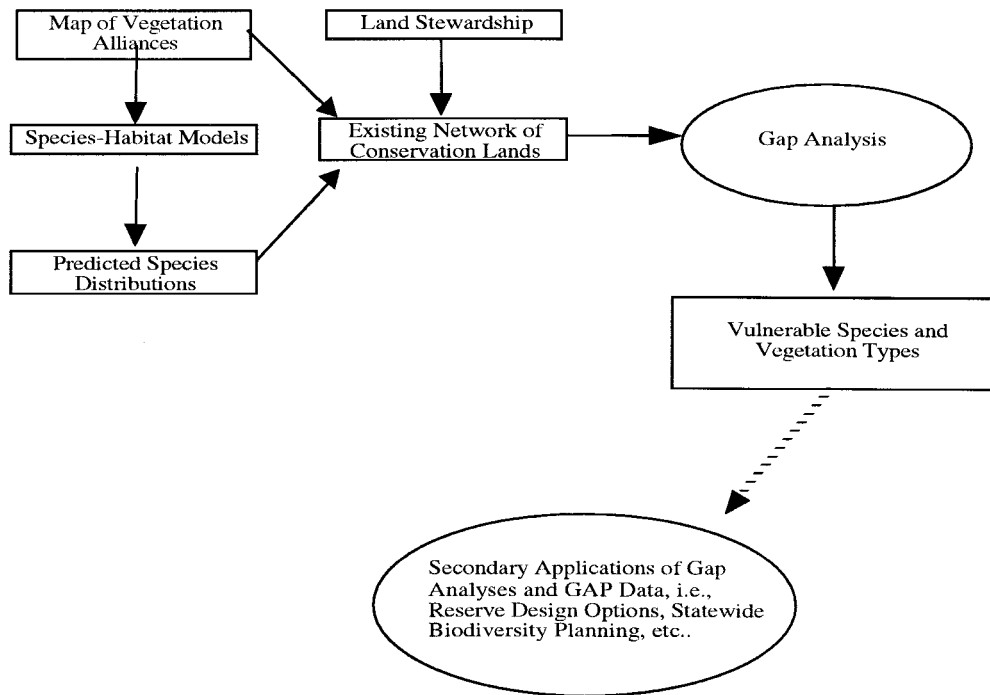 Map of Vegetation
Alliances
Land Stewardship
Species-Habitat Models
Existing Network of
Conservation Lands
Gap Analysis
Predicted Species
Distributions
Vulnerable Species and
Vegetation Types
Secondary Applications of Gap
Analyses and GAP Data, i.e.,
Reserve Design Options, Statewide
Biodiversity Planning, etc..